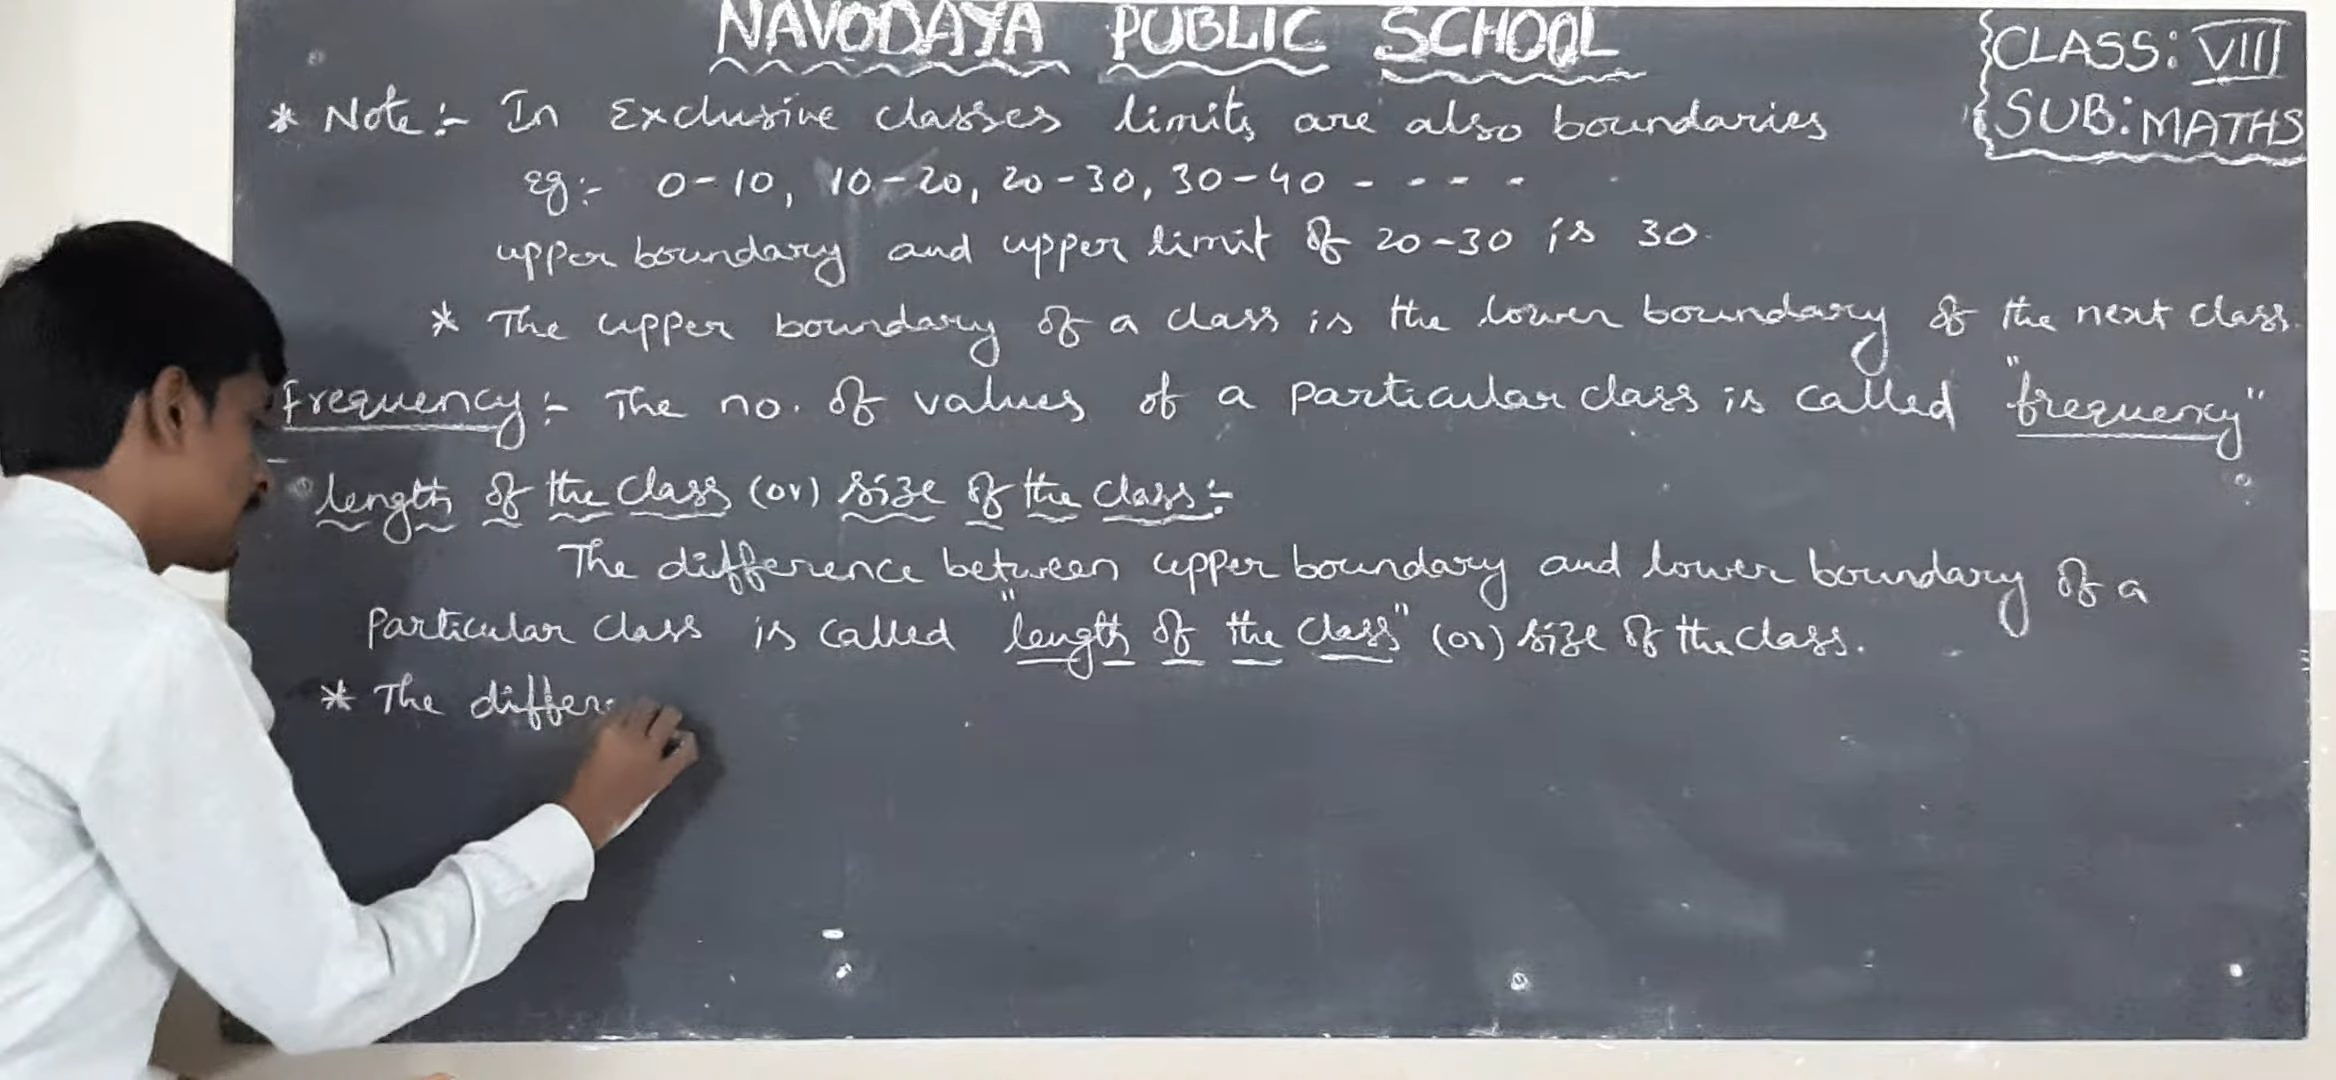 NAVODAYA PUBLIC SCHOOL
CLASS: VIII
SUB: MATHS
* Note:- In Exclusive classes limits are also boundaries
eg:- 0-10, 10-20, 20-30, 30-40 - - - -
upper boundary and upper limit of 20-30 is 30.
* The upper boundary of a class is the lower boundary of the next class.
frequency:- The no. of values of a particular class is called "frequency"
length of the class (or) size of the class:-
The difference between upper boundary and lower boundary of a
particular class is called "length of the class" (or) size of the class.
* The differe